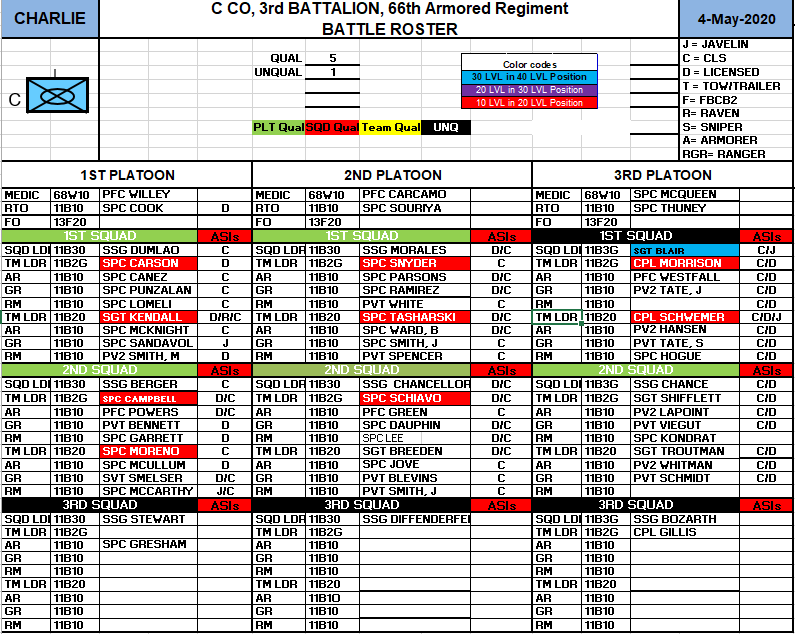 CHARLIE C CO, 3rd BATTALION, 66th Armored Regiment 4-May-2020
BATTLE ROSTER
J = JAVELIN
C = CLS
D = LICENSED
T = TOW/TRAILER
F= FBCB2
R= RAVEN
S= SNIPER
A= ARMORER
RGR= RANGER
C
QUAL 5
UNQUAL 1
Color codes
30 LVL in 40 LVL Position
20 LVL in 30 LVL Position
10 LVL in 20 LVL Position
PLT Qual SQD Qua Team Qual UNQ
1ST PLATOON 2ND PLATOON 3RD PLATOON
MEDIC 68W10 PFC WILLEY MEDIC 68W10 PFC CARCAMO MEDIC 68W10 SPC MCQUEEN
RTO 11B10 SPC COOK D RTO 11B10 SPC SOURIYA RTO 11B10 SPC THUNEY
FO 13F20 FO 13F20 FO 13F20
1ST SQUAD ASIs 1ST SQUAD ASIs 1ST SQUAD ASIs
SQD LDI 11B30 SSG DUMLAO C SQD LDR 11B30 SSG MORALES D/C SQD LDI 11B3G SGT BLAIR C/J
TM LDR 11B2G SPC CARSON D TM LDR 11B2G SPC SNYDER C TM LDR 11B2G CPL MORRISON C/D
AR 11B10 SPC CANEZ C AR 11B10 SPC PARSONS D/C AR 11B10 PFC WESTFALL C/D
GR 11B10 SPC PUNZALAN C GR 11B10 SPC RAMIREZ D/C GR 11B10 PV2 TATE, J C/D
RM 11B10 SPC LOMELI C RM 11B10 PVT WHITE C RM 11B10 C/D
TM LDR 11B20 SGT KENDALL D/R/C TM LDR 11B20 SPC TASHARSKI D/C TM LDR 11B20 CPL SCHWEMER C/D/J
AR 11B10 SPC MCKNIGHT C AR 11B10 SPC WARD, B D/C AR 11B10 PV2 HANSEN C/D
GR 11B10 SPC SANDAVOL J GR 11B10 SPC SMITH, J C GR 11B10 PVT TATE, S C/D
RM 11B10 PV2 SMITH, M D RM 11B10 PVT SPENCER C RM 11B10 SPC HOGUE C/D
2ND SQUAD ASIs 2ND SQUAD ASIs 2ND SQUAD ASIs
SQD LDI 11B30 SSG BERGER C SQD LDR 11B30 SSG CHANCELLOR D/C SQD LDI 11B3G SSG CHANCE C/D
TM LDR 11B2G SPC CAMPBELL D/C TM LDR 11B2G SPC SCHIAVO D/C TM LDR 11B2G SGT SHIFFLETT C/D
AR 11B10 PFC POWERS D/C AR 11B10 PFC GREEN C AR 11B10 PV2 LAPOINT C/D
GR 11B10 PVT BENNETT D GR 11B10 SPC DAUPHIN D/C GR 11B10 PVT VIEGUT C/D
RM 11B10 SPC GARRETT D RM 11B10 SPC LEE D/C RM 11B10 SPC KONDRAT
TM LDR 11B20 SPC MORENO C TM LDR 11B20 SGT BREEDEN D/C TM LDR 11B20 SGT TROUTMAN C/D
AR 11B10 SPC MCULLUM D AR 11B10 SPC JOVE C AR 11B10 PV2 WHITMAN C/D
GR 11B10 SVT SMELSER D/C GR 11B10 PVT BLEVINS C GR 11B10 PVT SCHMIDT C/D
RM 11B10 SPC MCCARTHY J/C RM 11B10 PVT SMITH, J C RM 11B10
3RD SQUAD ASIs 3RD SQUAD ASIs 3RD SQUAD ASIs
SQD LDI 11B30 SSG STEWART SQD LDR 11B30 SSG DIFFENDERFEI SQD LDI 11B3G SSG BOZARTH
TM LDR 11B2G TM LDR 11B2G TM LDR 11B2G CPL GILLIS
AR 11B10 SPC GRESHAM AR 11B10 AR 11B10
GR 11B10 GR 11B10 GR 11B10
RM 11B10 RM 11B10 RM 11B10
TM LDR 11B20 TM LDR 11B20 TM LDR 11B20
AR 11B10 AR 11B1O AR 11B10
GR 11B10 GR 11B10 GR 11B10
RM 11B10 RM 11B10 RM 11B10